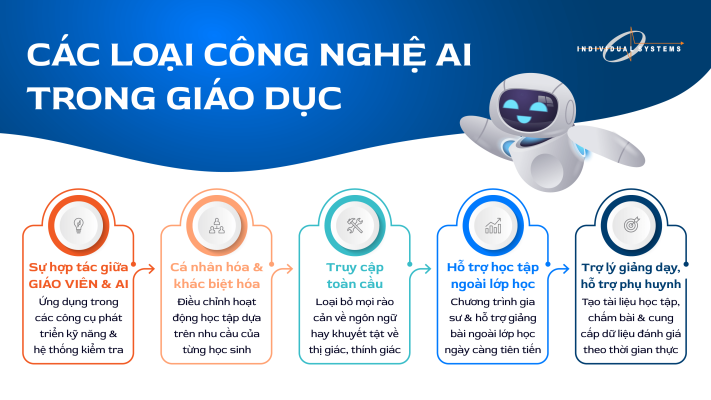 CÁC LOẠI CÔNG NGHỆ AI
TRONG GIÁO DỤC
INDIVIDUAL SYSTEMS
Sự hợp tác giữa
GIÁO VIÊN & AI
Ứng dụng trong
các công cụ phát
triển kỹ năng &
hệ thống kiểm tra
Cá nhân hóa &
khác biệt hóa
Điều chỉnh hoạt
động học tập dựa
trên nhu cầu của
từng học sinh
Truy cập
toàn cầu
Loại bỏ mọi rào
cản về ngôn ngữ
hay khuyết tật về
thị giác, thính giác
Hỗ trợ học tập
ngoài lớp học
Chương trình gia
sư & hỗ trợ giảng
bài ngoài lớp học
ngày càng tiên tiến
Trợ lý giảng dạy,
hỗ trợ phụ huynh
Tạo tài liệu học tập,
chấm bài & cung
cấp dữ liệu đánh giá
theo thời gian thực